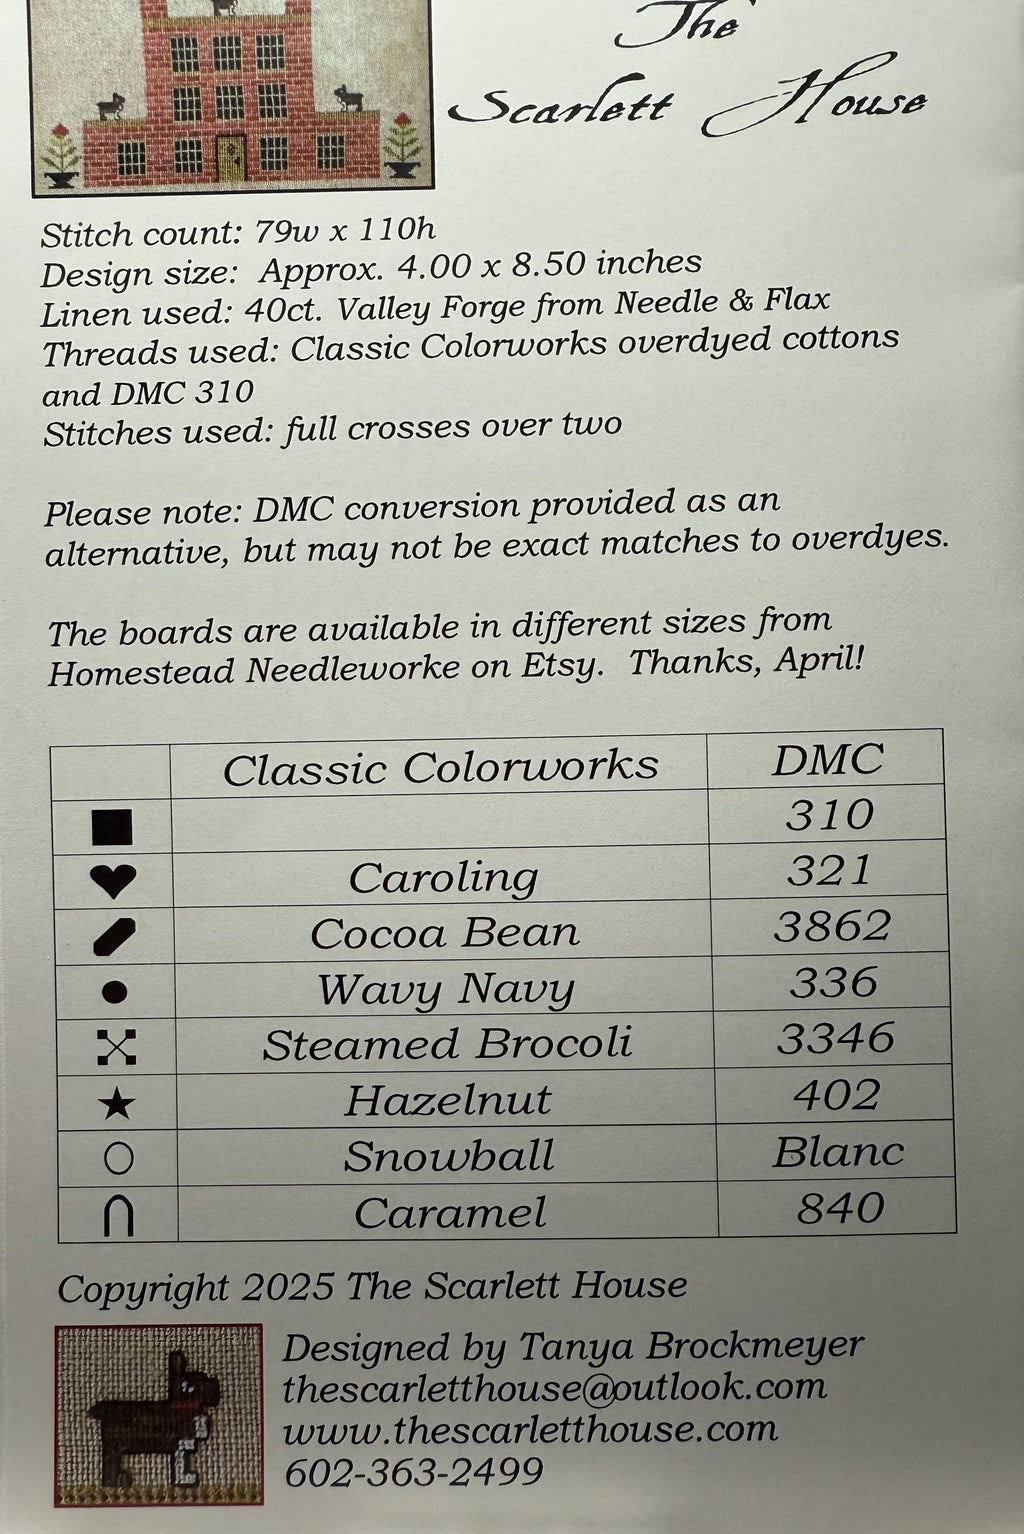 The
Scarlett House
Stitch count: 79w x 110h
Design size: Approx. 4.00 x 8.50 inches
Linen used: 40ct. Valley Forge from Needle & Flax
Threads used: Classic Colorworks overdyed cottons
and DMC 310
Stitches used: full crosses over two
Please note: DMC conversion provided as an
alternative, but may not be exact matches to overdyes.
The boards are available in different sizes from
Homestead Needleworke on Etsy. Thanks, April!
Classic Colorworks DMC
310
Caroling 321
Cocoa Bean 3862
Wavy Navy 336
Steamed Brocoli 3346
Hazelnut 402
Snowball Blanc
Caramel 840
Copyright 2025 The Scarlett House
Designed by Tanya Brockmeyer
thescarletthouse@outlook.com
www.thescarletthouse.com
602-363-2499